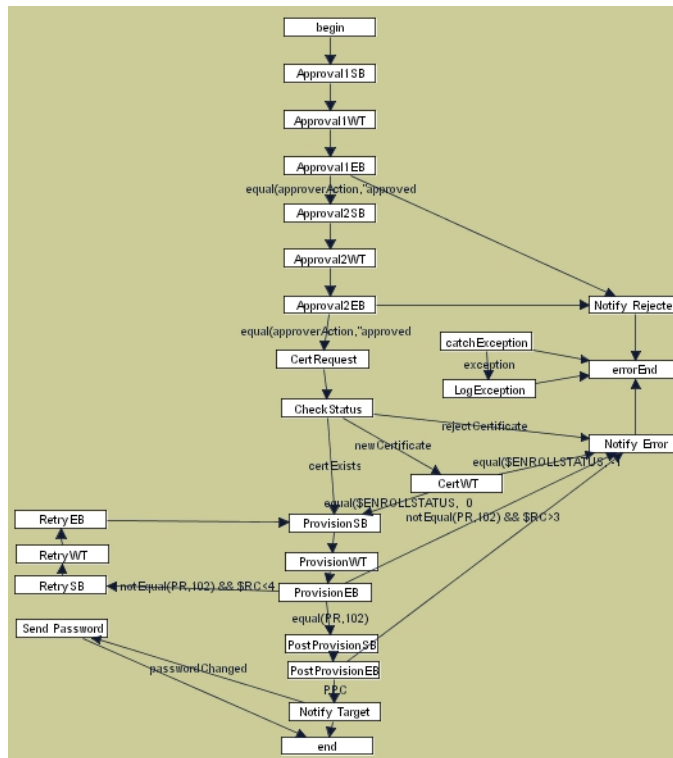 begin
Approval1SB
Approval1WT
Approval1EB
equal(approverAction,"approved
Approval2SB
Approval2WT
Approval2EB
Notify Rejecte
equal(approverAction,"approved
catchException
CertRequest
exception
errorEnd
LogException
CheckStatus
rejectCertificate
newCertificate
Notify Error
certExists
equal($ENROLLSTATUS,
CertWT
equal($ENROLLSTATUS, 0
RetryEB
ProvisionSB
notEqual(PR,102) && $RC>3
RetryWT
ProvisionWT
RetrySB
notEqual(PR,102) && $RC<4
ProvisionEB
equal(PR,102)
Send Password
PostProvisionSB
passwordChanged
PostProvisionEB
PPC
Notify Target
end